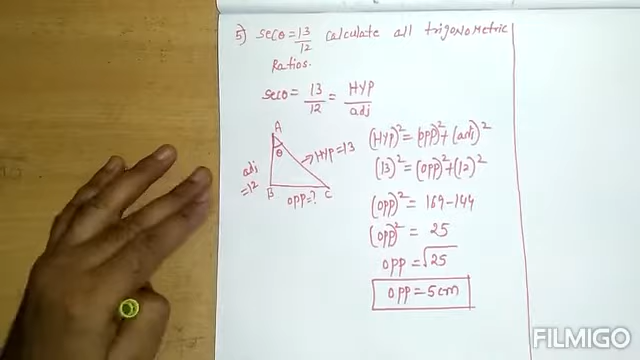 5) secθ = 13/12 calculate all trigonometric
Ratios.
secθ = 13/12 = Hyp/adj
A
θ
→ Hyp = 13
adj
= 12
B
opp = ?
C
(Hyp)² = (opp)² + (adj)²
(13)² = (opp)² + (12)²
(opp)² = 169 - 144
(opp)² = 25
opp = √25
opp = 5cm
FILMIGO